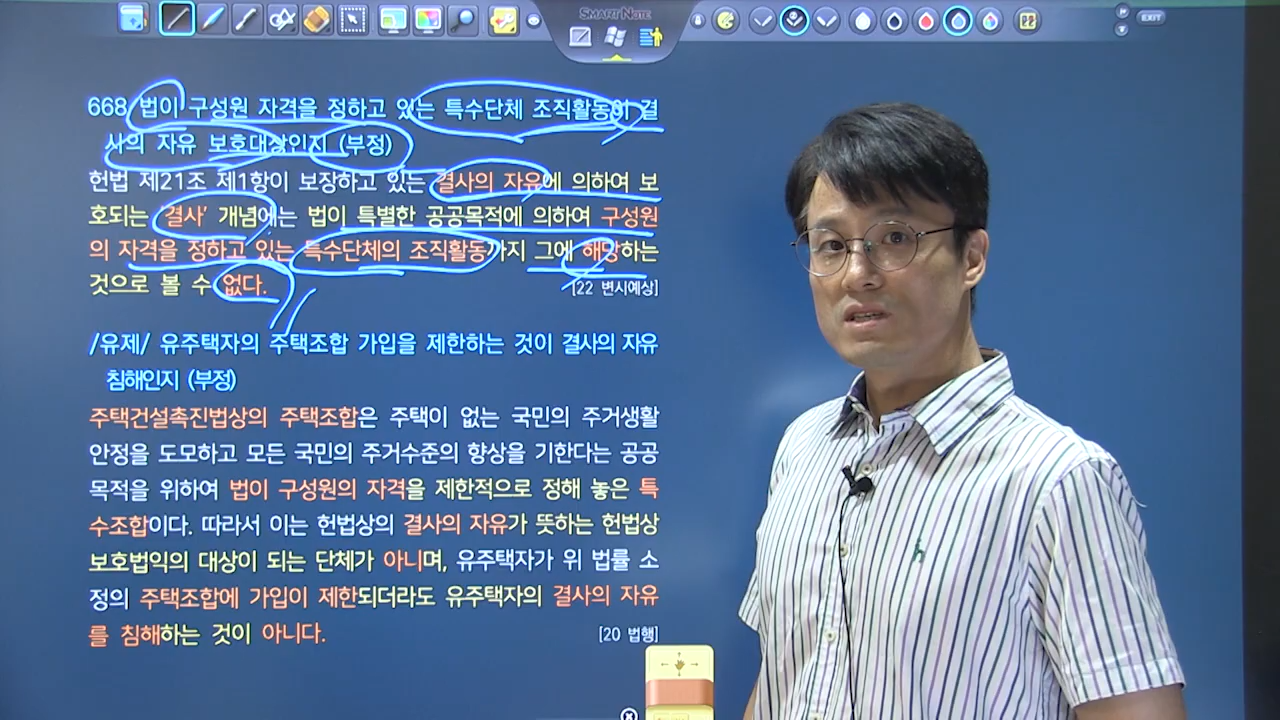 SMART NOTE
EXIT
668 법이 구성원 자격을 정하고 있는 특수단체 조직활동이 결
사의 자유 보호대상인지 (부정)
헌법 제21조 제1항이 보장하고 있는 결사의 자유에 의하여 보
호되는 '결사' 개념에는 법이 특별한 공공목적에 의하여 구성원
의 자격을 정하고 있는 특수단체의 조직활동까지 그에 해당하는
것으로 볼 수 없다. [22 변시예상]
/유제/ 유주택자의 주택조합 가입을 제한하는 것이 결사의 자유
침해인지 (부정)
주택건설촉진법상의 주택조합은 주택이 없는 국민의 주거생활
안정을 도모하고 모든 국민의 주거수준의 향상을 기한다는 공공
목적을 위하여 법이 구성원의 자격을 제한적으로 정해 놓은 특
수조합이다. 따라서 이는 헌법상의 결사의 자유가 뜻하는 헌법상
보호법익의 대상이 되는 단체가 아니며, 유주택자가 위 법률 소
정의 주택조합에 가입이 제한되더라도 유주택자의 결사의 자유
를 침해하는 것이 아니다. [20 법행]